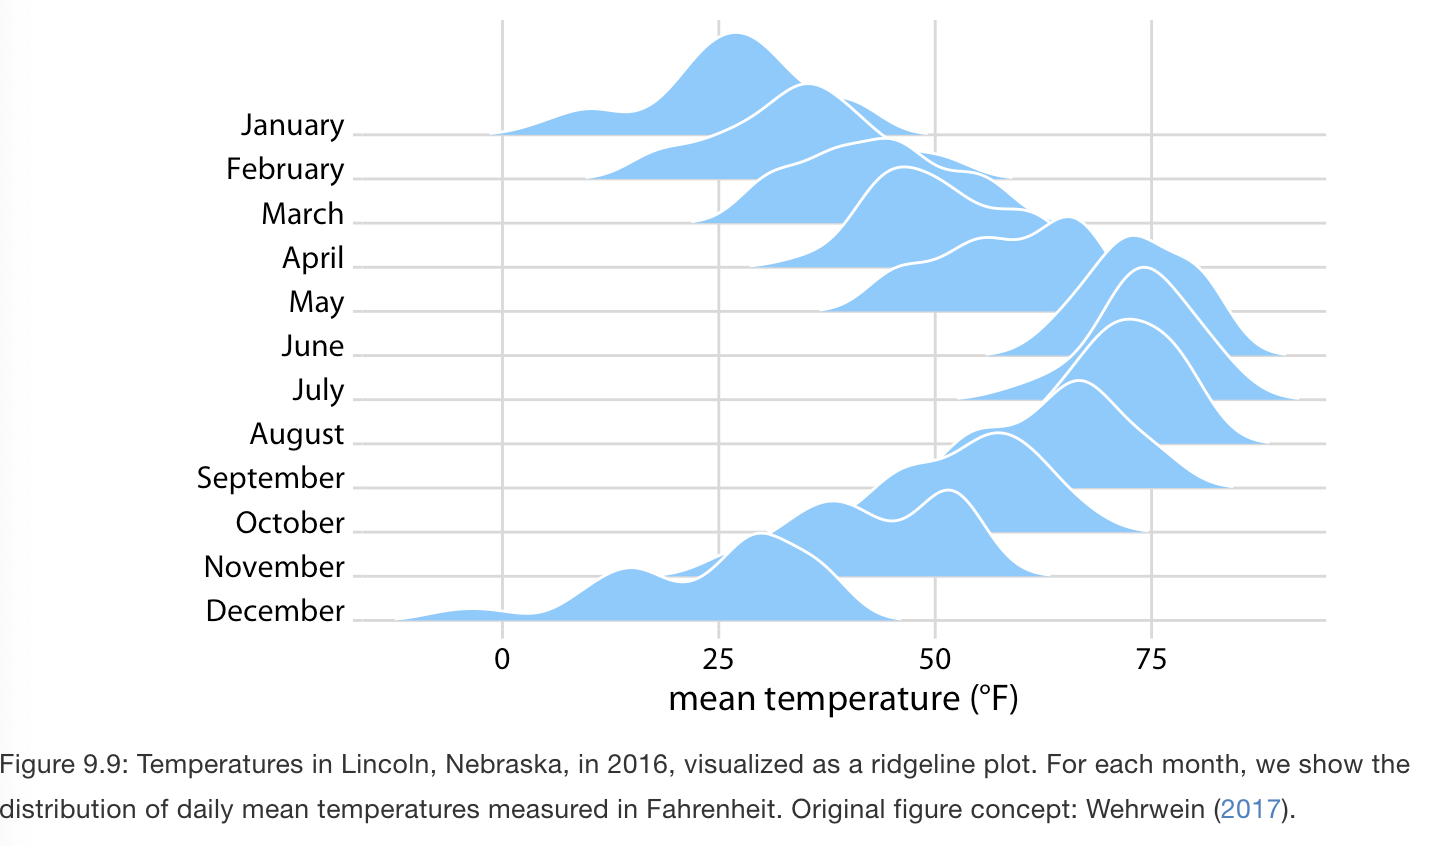 January
February
March
April
May
June
July
August
September
October
November
December
0 25 50 75
mean temperature (°F)
Figure 9.9: Temperatures in Lincoln, Nebraska, in 2016, visualized as a ridgeline plot. For each month, we show the
distribution of daily mean temperatures measured in Fahrenheit. Original figure concept: Wehrwein (2017).